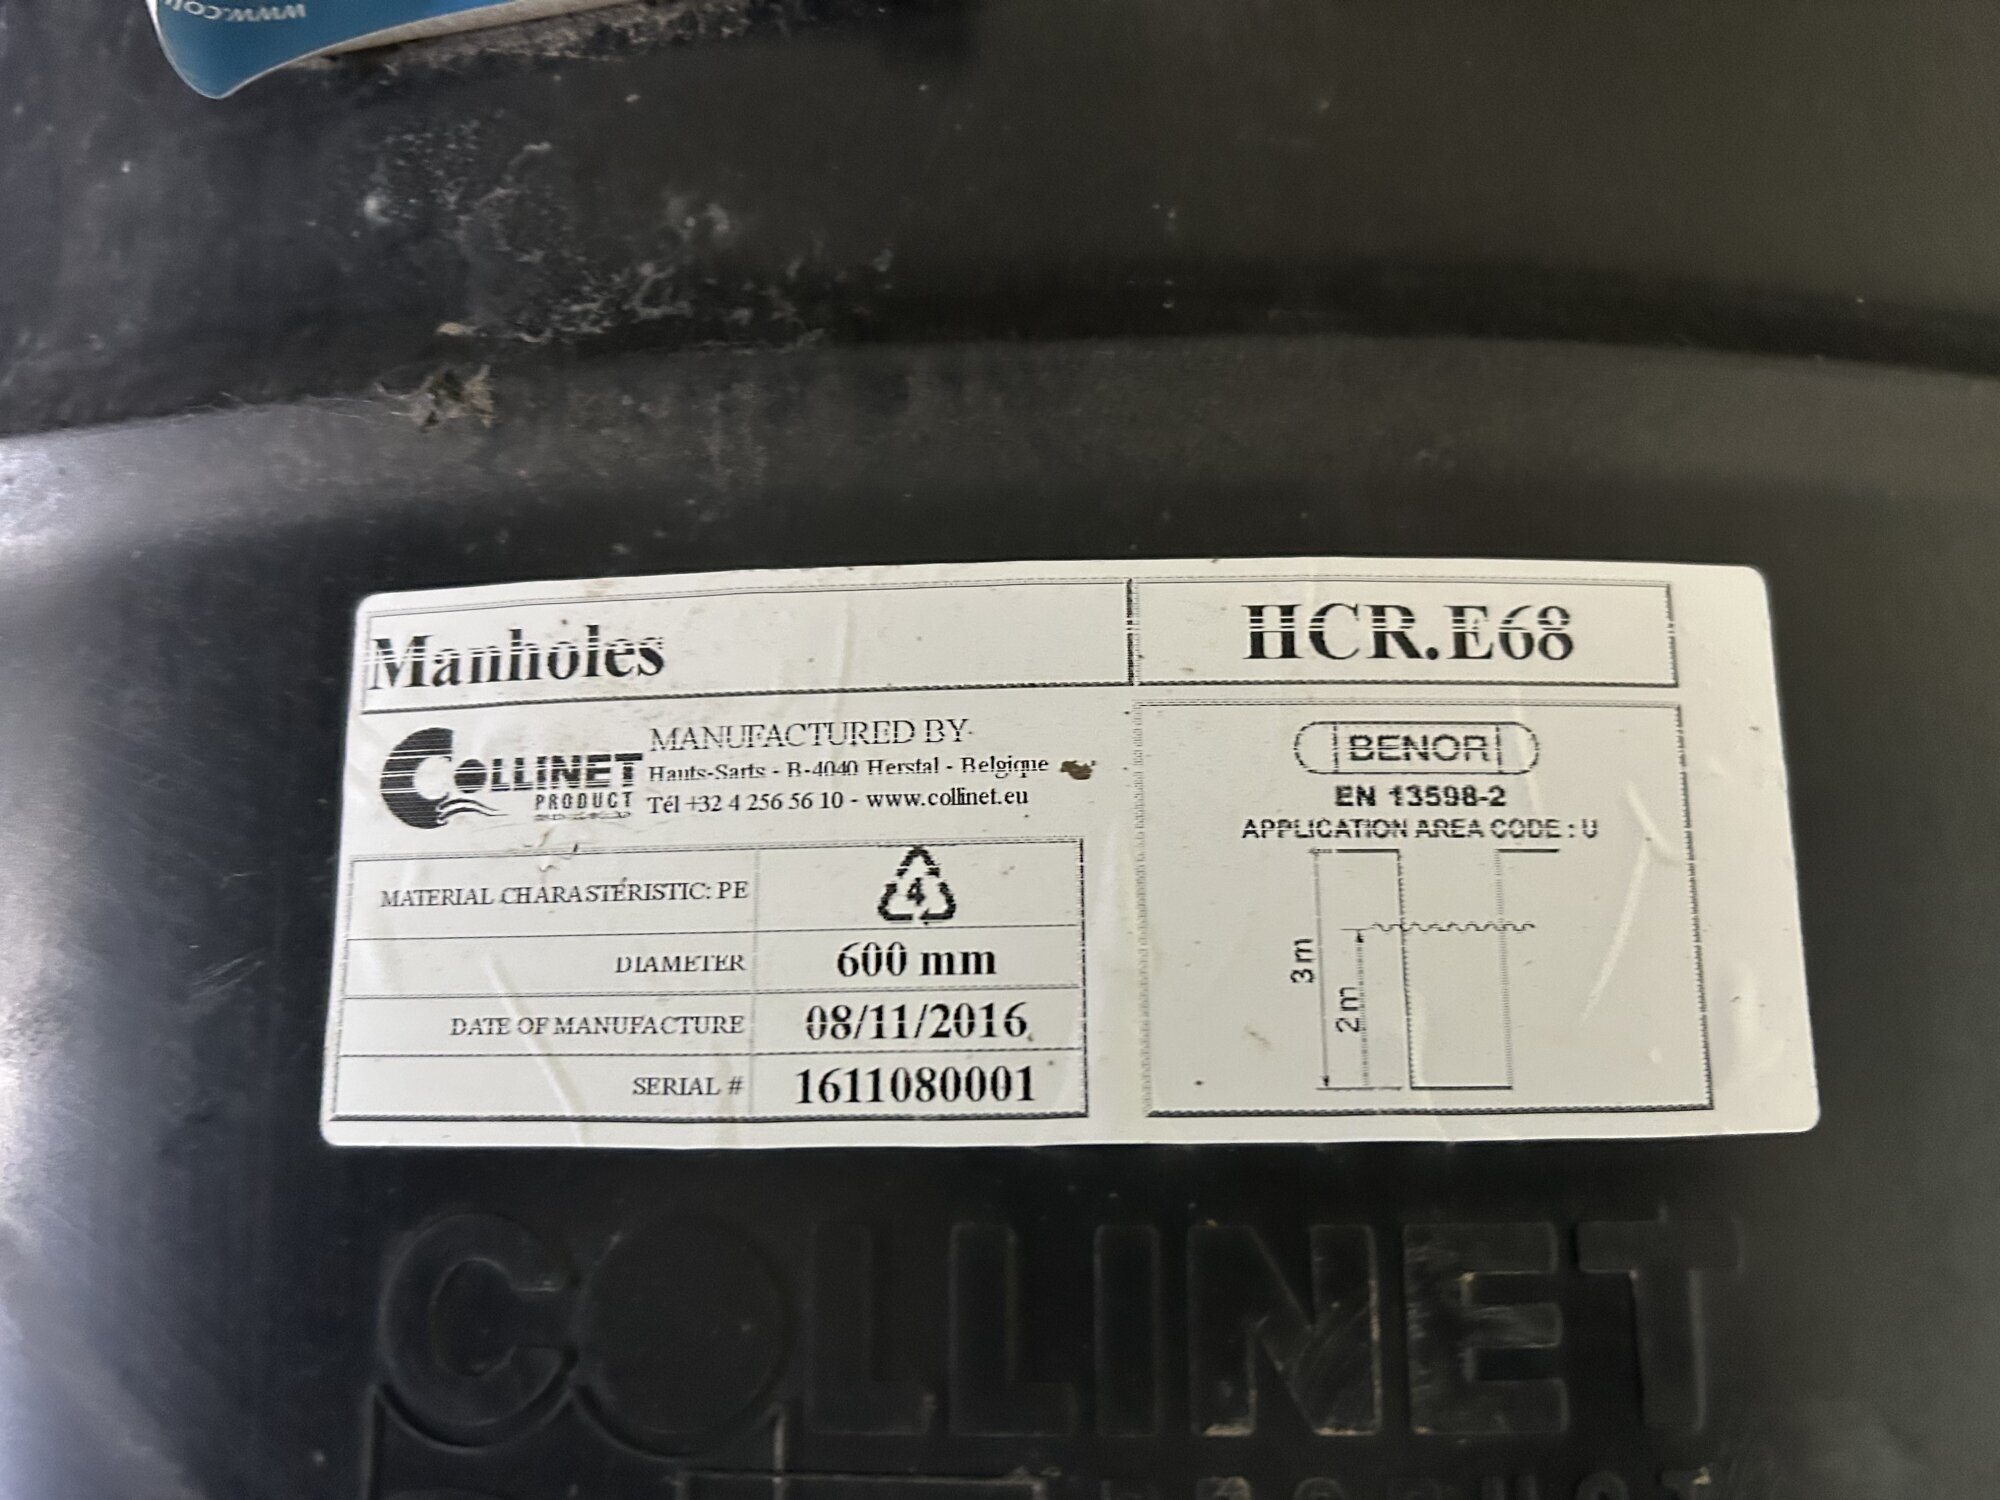 www.co
Manholes
HCR.E68
COLLINET
PRODUCT
MANUFACTURED BY
Hauts-Sarts - B-4040 Herstal - Belgique
Tél +32 4 256 56 10 - www.collinet.eu
MATERIAL CHARASTERISTIC: PE
4
DIAMETER
600 mm
DATE OF MANUFACTURE
08/11/2016
SERIAL #
1611080001
BENOR
EN 13598-2
APPLICATION AREA CODE : U
3 m
2 m
COLLINET